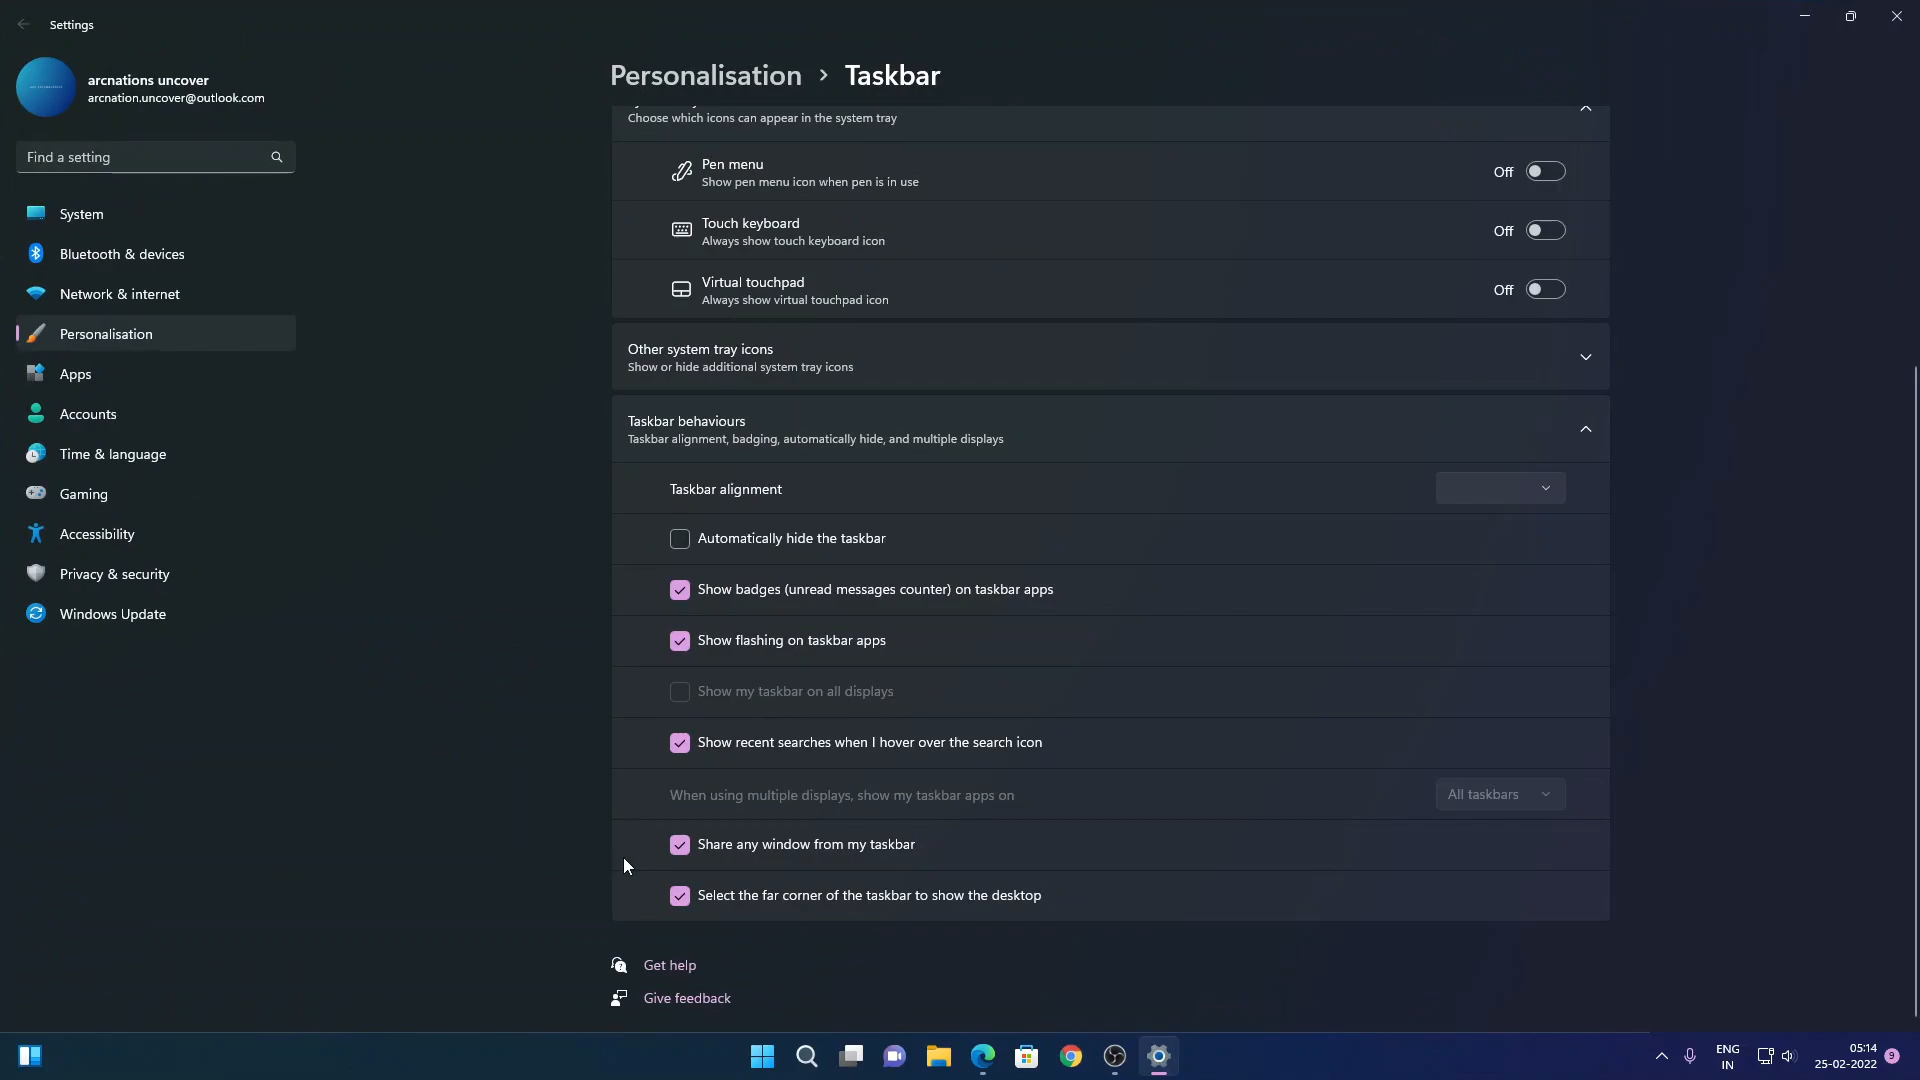 Settings
arcnations uncover
arcnation.uncover@outlook.com
Find a setting
System
Bluetooth & devices
Network & internet
Personalisation
Apps
Accounts
Time & language
Gaming
Accessibility
Privacy & security
Windows Update
Personalisation > Taskbar
Choose which icons can appear in the system tray
Pen menu
Show pen menu icon when pen is in use
Off
Touch keyboard
Always show touch keyboard icon
Off
Virtual touchpad
Always show virtual touchpad icon
Off
Other system tray icons
Show or hide additional system tray icons
Taskbar behaviours
Taskbar alignment, badging, automatically hide, and multiple displays
Taskbar alignment
Automatically hide the taskbar
Show badges (unread messages counter) on taskbar apps
Show flashing on taskbar apps
Show my taskbar on all displays
Show recent searches when I hover over the search icon
When using multiple displays, show my taskbar apps on
All taskbars
Share any window from my taskbar
Select the far corner of the taskbar to show the desktop
Get help
Give feedback
ENG
IN
05:14
25-02-2022
9